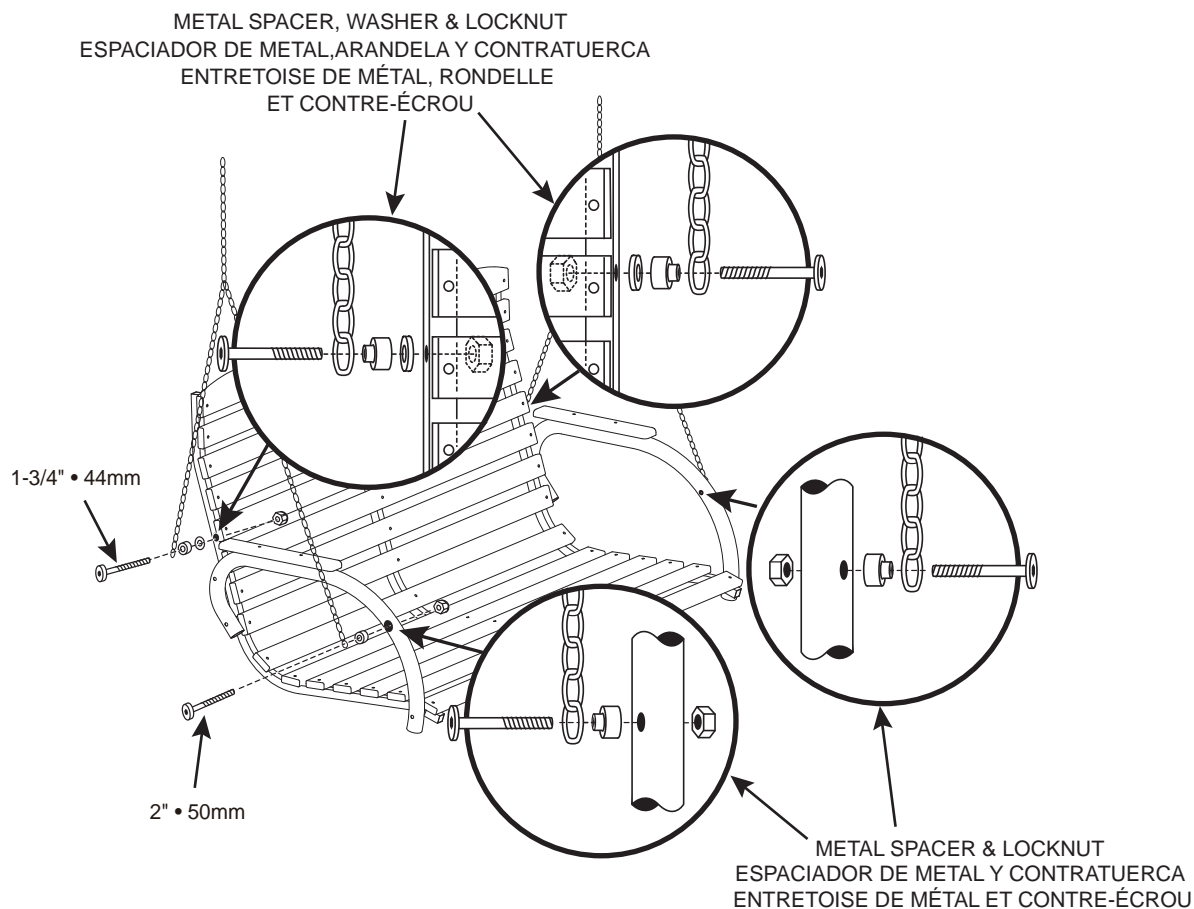 METAL SPACER, WASHER & LOCKNUT
ESPACIADOR DE METAL,ARANDELA Y CONTRATUERCA
ENTRETOISE DE MÉTAL, RONDELLE
ET CONTRE-ÉCROU
1-3/4" • 44mm
2" • 50mm
METAL SPACER & LOCKNUT
ESPACIADOR DE METAL Y CONTRATUERCA
ENTRETOISE DE MÉTAL ET CONTRE-ÉCROU